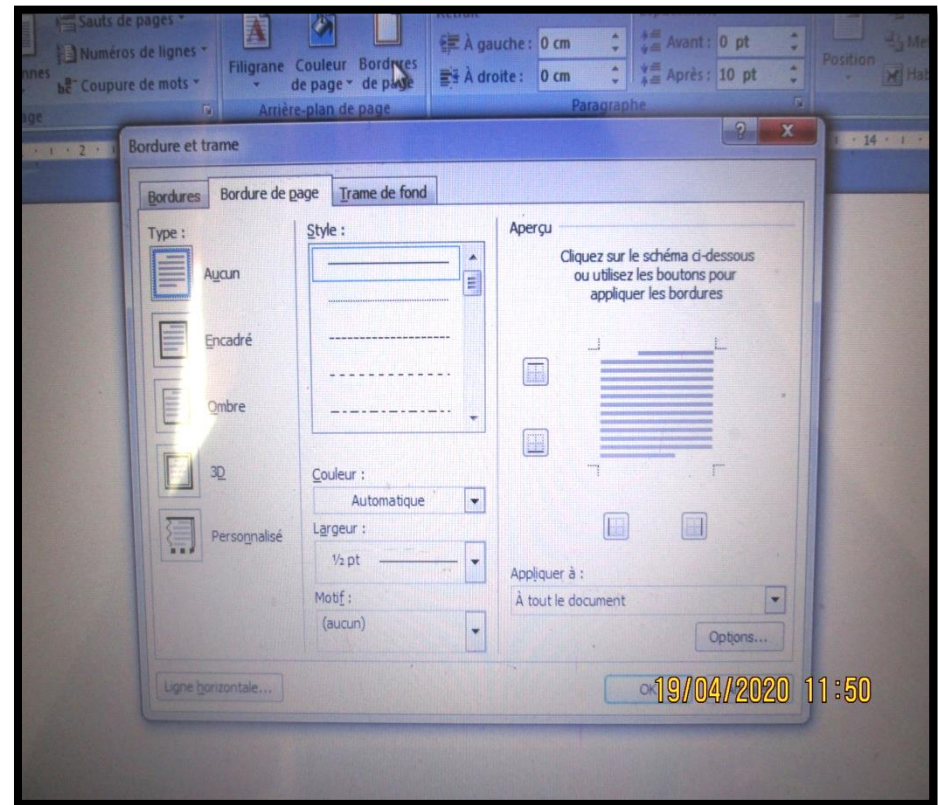 Sauts de pages
Numéros de lignes
Coupure de mots
Filigrane
Couleur de page
Bordures de page
Arrière-plan de page
À gauche : 0 cm
À droite : 0 cm
Avant : 0 pt
Après : 10 pt
Paragraphe
Position
2
14
Bordure et trame
Bordures
Bordure de page
Trame de fond
Type :
Aucun
Encadré
Ombre
3D
Personnalisé
Style :
Couleur :
Automatique
Largeur :
½ pt
Motif :
(aucun)
Aperçu
Cliquez sur le schéma ci-dessous
ou utilisez les boutons pour
appliquer les bordures
Appliquer à :
À tout le document
Options...
Ligne horizontale...
OK
19/04/2020 11:50